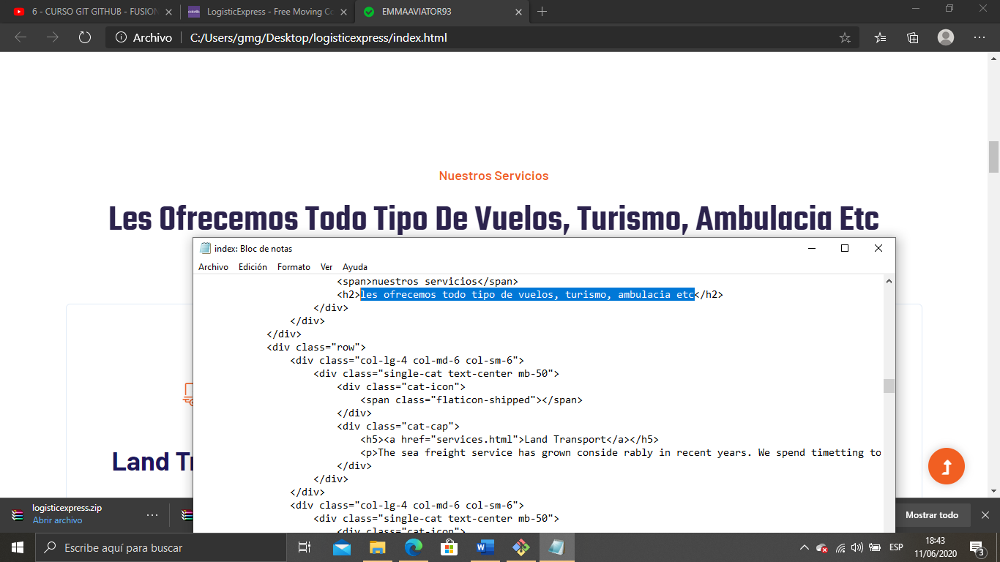 6 - CURSO GIT GITHUB - FUSION
LogisticExpress - Free Moving Co
EMMAAVIATOR93
Archivo
C:/Users/gmg/Desktop/logisticexpress/index.html
Nuestros Servicios
Les Ofrecemos Todo Tipo De Vuelos, Turismo, Ambulacia Etc
index: Bloc de notas
Archivo Edición Formato Ver Ayuda
<span>nuestros servicios</span>
<h2>les ofrecemos todo tipo de vuelos, turismo, ambulacia etc</h2>
</div>
</div>
</div>
<div class="row">
<div class="col-lg-4 col-md-6 col-sm-6">
<div class="single-cat text-center mb-50">
<div class="cat-icon">
<span class="flaticon-shipped"></span>
</div>
<div class="cat-cap">
<h5><a href="services.html">Land Transport</a></h5>
<p>The sea freight service has grown conside rably in recent years. We spend timetting to
</div>
</div>
</div>
<div class="col-lg-4 col-md-6 col-sm-6">
<div class="single-cat text-center mb-50">
<div class="cat-icon">
Land Tr
logisticexpress.zip
Abrir archivo
Mostrar todo
Escribe aquí para buscar
ESP
18:43
11/06/2020
3